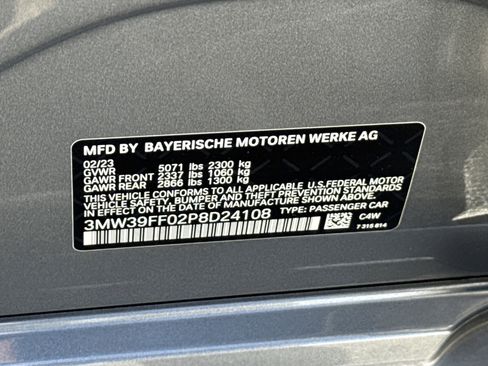 MFD BY BAYERISCHE MOTOREN WERKE AG
02/23
GVWR 5071 lbs 2300 kg
GAWR FRONT 2337 lbs 1060 kg
GAWR REAR 2866 lbs 1300 kg
THIS VEHICLE CONFORMS TO ALL APPLICABLE U.S.FEDERAL MOTOR
VEHICLE SAFETY, BUMPER AND THEFT PREVENTION STANDARDS
IN EFFECT ON THE DATE OF MANUFACTURE SHOWN ABOVE.
3MW39FF02P8D24108 TYPE: PASSENGER CAR
C4W
7 315 814